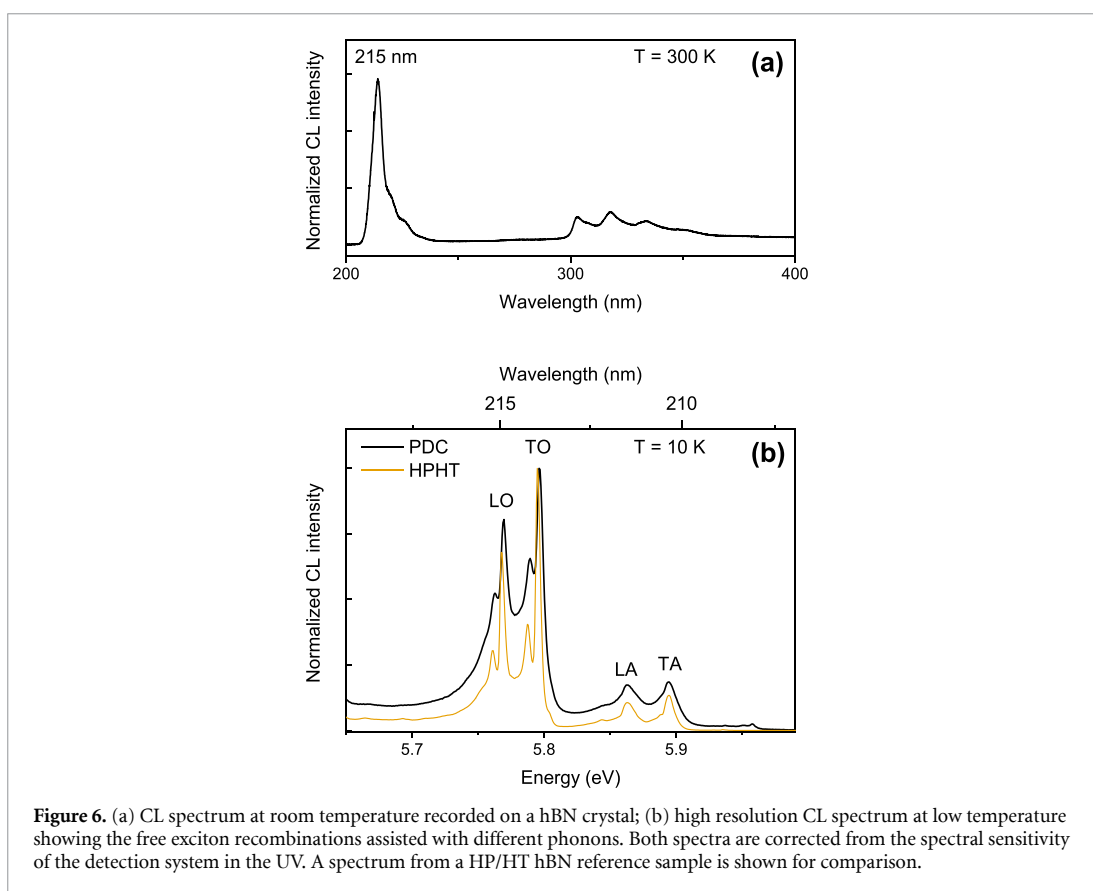 215 nm
T = 300 K
(a)
Normalized CL intensity
200
300
400
Wavelength (nm)
Wavelength (nm)
215
210
PDC
HPHT
TO
T = 10 K
(b)
LO
LA
TA
Normalized CL intensity
5.7
5.8
5.9
Energy (eV)
Figure 6. (a) CL spectrum at room temperature recorded on a hBN crystal; (b) high resolution CL spectrum at low temperature
showing the free exciton recombinations assisted with different phonons. Both spectra are corrected from the spectral sensitivity
of the detection system in the UV. A spectrum from a HP/HT hBN reference sample is shown for comparison.